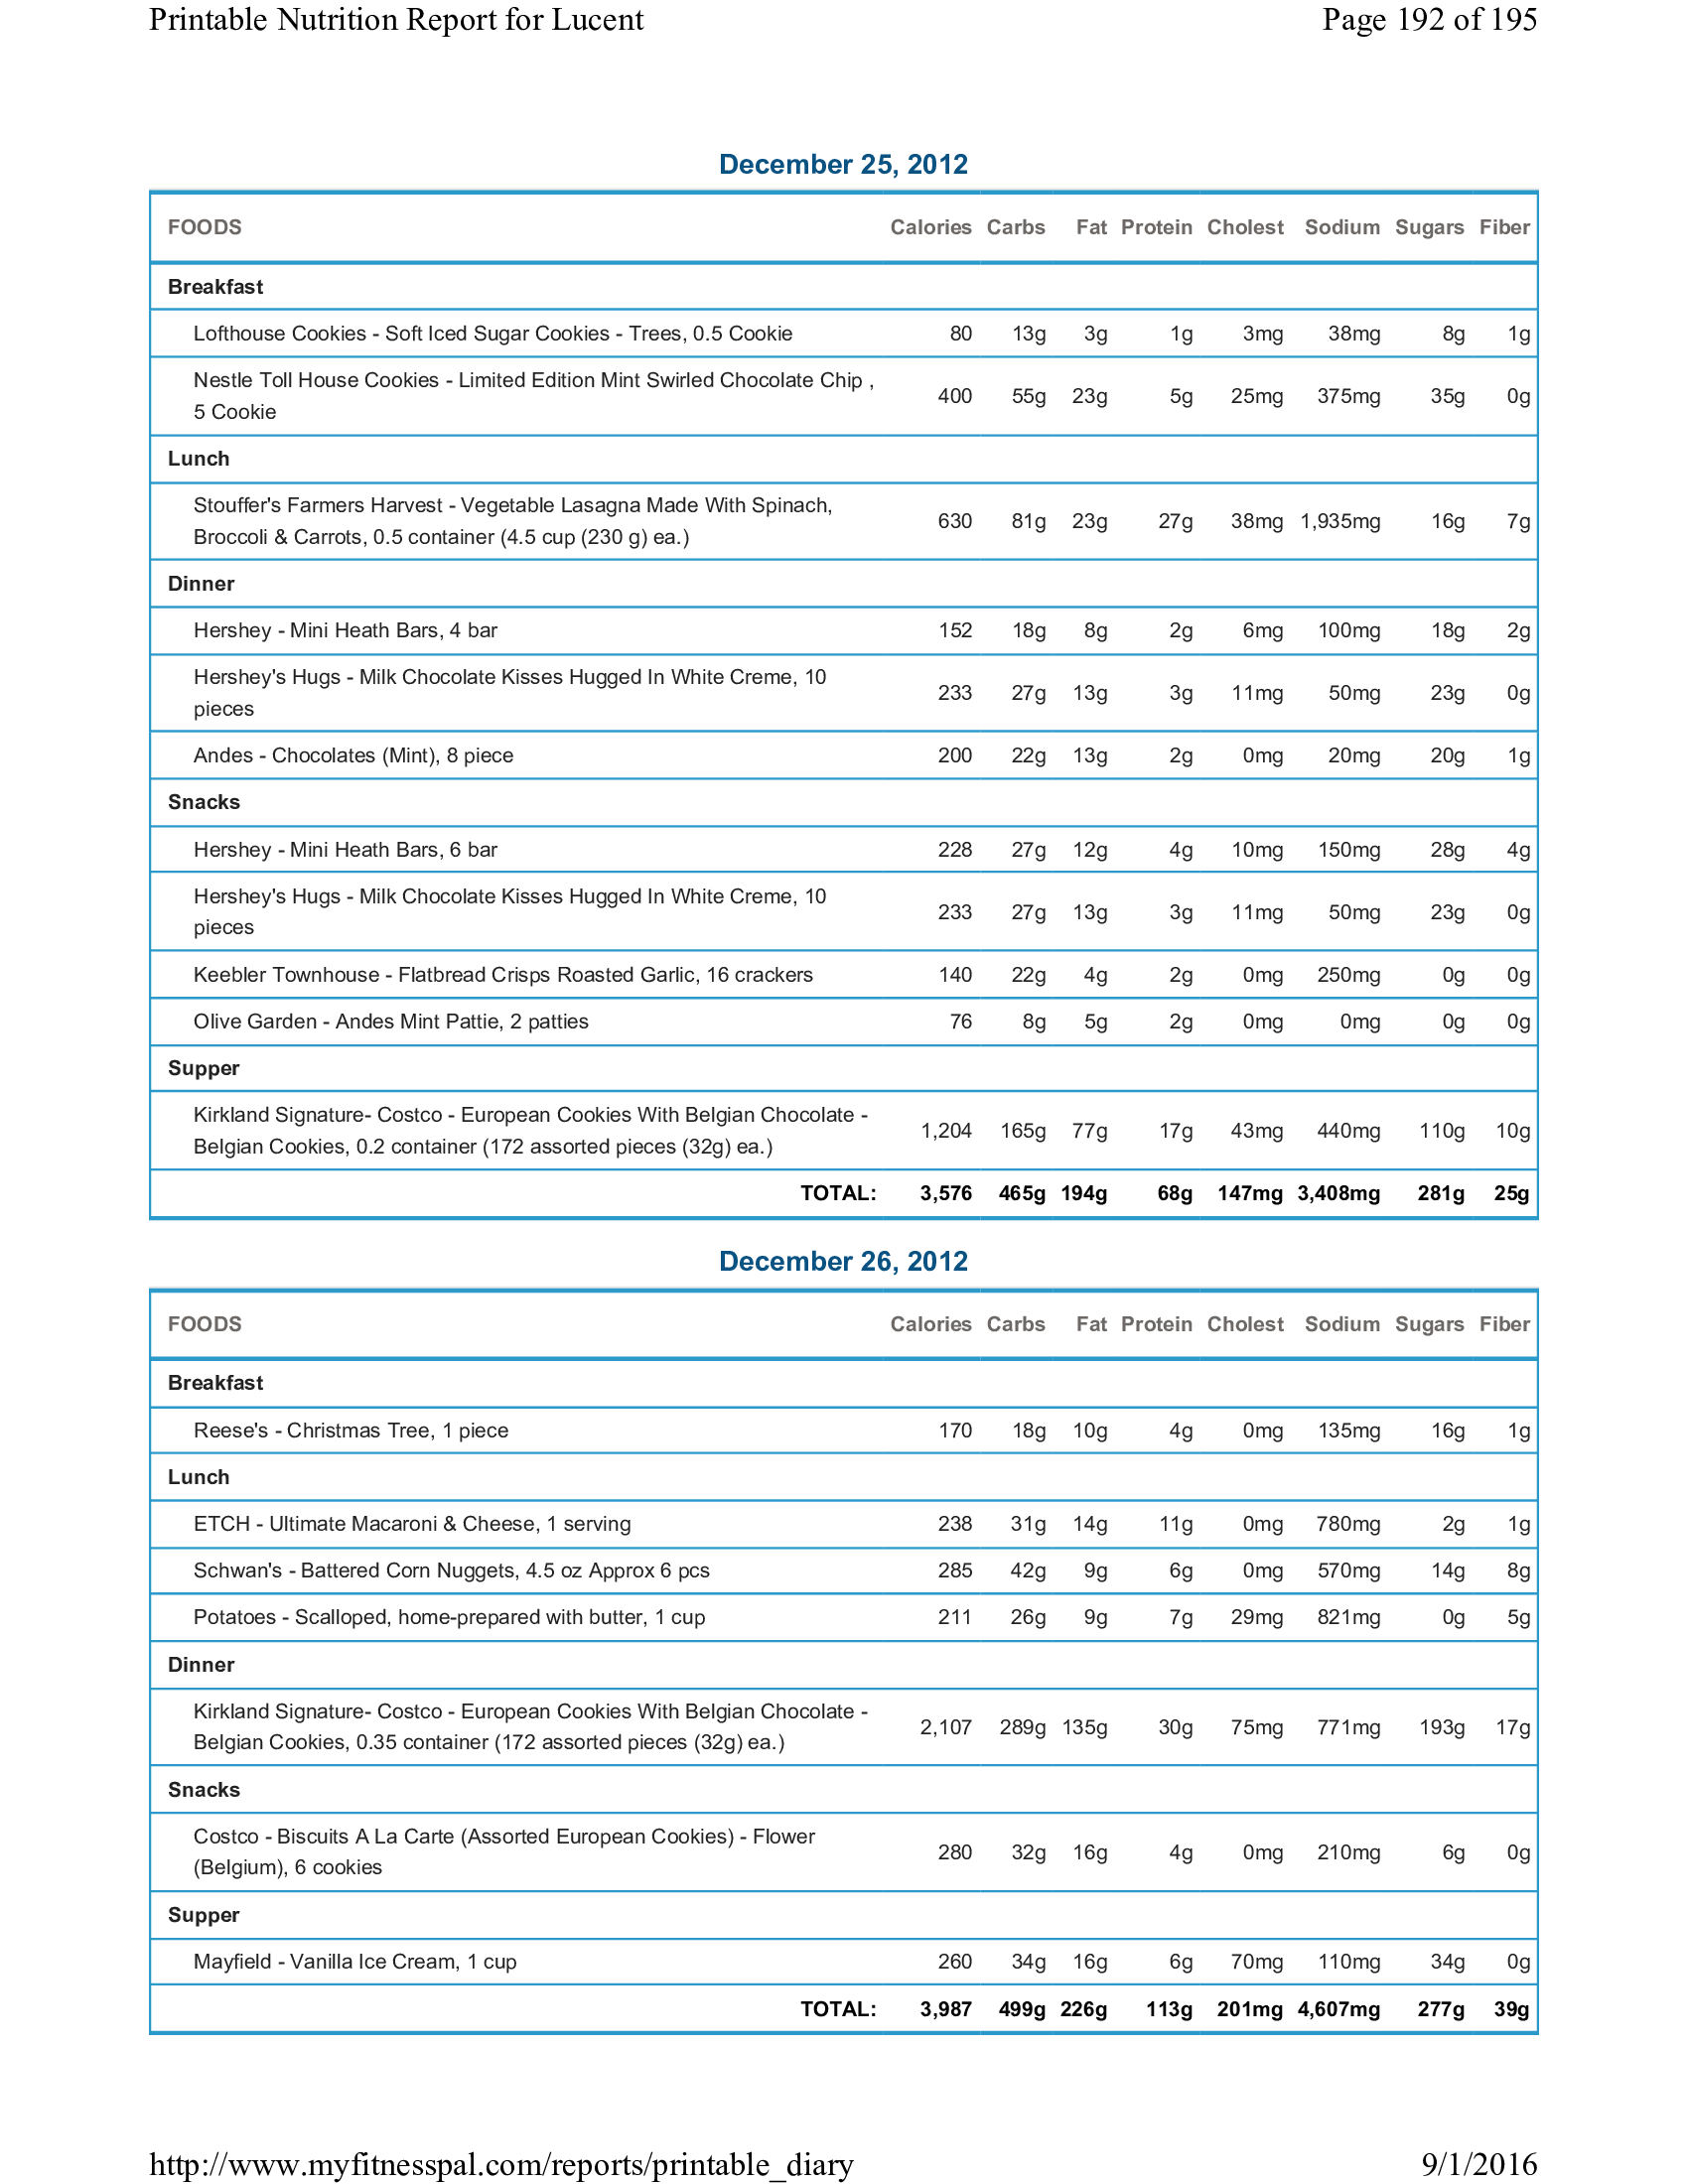 Printable Nutrition Report for Lucent Page 192 of 195
December 25, 2012
FOODS Calories Carbs Fat Protein Cholest Sodium Sugars Fiber
Breakfast
Lofthouse Cookies - Soft Iced Sugar Cookies - Trees, 0.5 Cookie 80 13g 3g 1g 3mg 38mg 8g 1g
Nestle Toll House Cookies - Limited Edition Mint Swirled Chocolate Chip ,
5 Cookie 400 55g 23g 5g 25mg 375mg 35g 0g
Lunch
Stouffer's Farmers Harvest - Vegetable Lasagna Made With Spinach,
Broccoli & Carrots, 0.5 container (4.5 cup (230 g) ea.) 630 81g 23g 27g 38mg 1,935mg 16g 7g
Dinner
Hershey - Mini Heath Bars, 4 bar 152 18g 8g 2g 6mg 100mg 18g 2g
Hershey's Hugs - Milk Chocolate Kisses Hugged In White Creme, 10
pieces 233 27g 13g 3g 11mg 50mg 23g 0g
Andes - Chocolates (Mint), 8 piece 200 22g 13g 2g 0mg 20mg 20g 1g
Snacks
Hershey - Mini Heath Bars, 6 bar 228 27g 12g 4g 10mg 150mg 28g 4g
Hershey's Hugs - Milk Chocolate Kisses Hugged In White Creme, 10
pieces 233 27g 13g 3g 11mg 50mg 23g 0g
Keebler Townhouse - Flatbread Crisps Roasted Garlic, 16 crackers 140 22g 4g 2g 0mg 250mg 0g 0g
Olive Garden - Andes Mint Pattie, 2 patties 76 8g 5g 2g 0mg 0mg 0g 0g
Supper
Kirkland Signature- Costco - European Cookies With Belgian Chocolate -
Belgian Cookies, 0.2 container (172 assorted pieces (32g) ea.) 1,204 165g 77g 17g 43mg 440mg 110g 10g
TOTAL: 3,576 465g 194g 68g 147mg 3,408mg 281g 25g
December 26, 2012
FOODS Calories Carbs Fat Protein Cholest Sodium Sugars Fiber
Breakfast
Reese's - Christmas Tree, 1 piece 170 18g 10g 4g 0mg 135mg 16g 1g
Lunch
ETCH - Ultimate Macaroni & Cheese, 1 serving 238 31g 14g 11g 0mg 780mg 2g 1g
Schwan's - Battered Corn Nuggets, 4.5 oz Approx 6 pcs 285 42g 9g 6g 0mg 570mg 14g 8g
Potatoes - Scalloped, home-prepared with butter, 1 cup 211 26g 9g 7g 29mg 821mg 0g 5g
Dinner
Kirkland Signature- Costco - European Cookies With Belgian Chocolate -
Belgian Cookies, 0.35 container (172 assorted pieces (32g) ea.) 2,107 289g 135g 30g 75mg 771mg 193g 17g
Snacks
Costco - Biscuits A La Carte (Assorted European Cookies) - Flower
(Belgium), 6 cookies 280 32g 16g 4g 0mg 210mg 6g 0g
Supper
Mayfield - Vanilla Ice Cream, 1 cup 260 34g 16g 6g 70mg 110mg 34g 0g
TOTAL: 3,987 499g 226g 113g 201mg 4,607mg 277g 39g
http://www.myfitnesspal.com/reports/printable_diary 9/1/2016